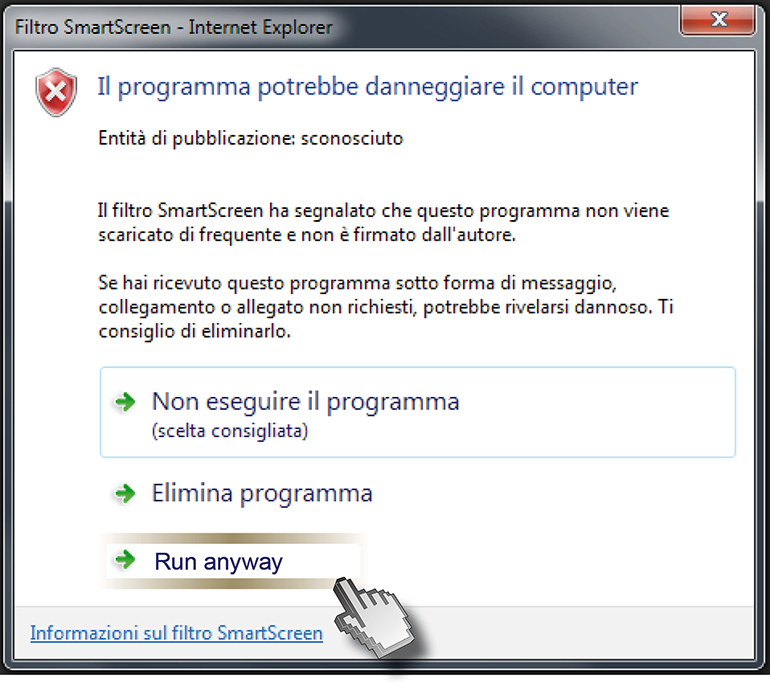 Filtro SmartScreen - Internet Explorer
Il programma potrebbe danneggiare il computer
Entità di pubblicazione: sconosciuto
Il filtro SmartScreen ha segnalato che questo programma non viene
scaricato di frequente e non è firmato dall'autore.
Se hai ricevuto questo programma sotto forma di messaggio,
collegamento o allegato non richiesti, potrebbe rivelarsi dannoso. Ti
consiglio di eliminarlo.
Non eseguire il programma
(scelta consigliata)
Elimina programma
Run anyway
Informazioni sul filtro SmartScreen